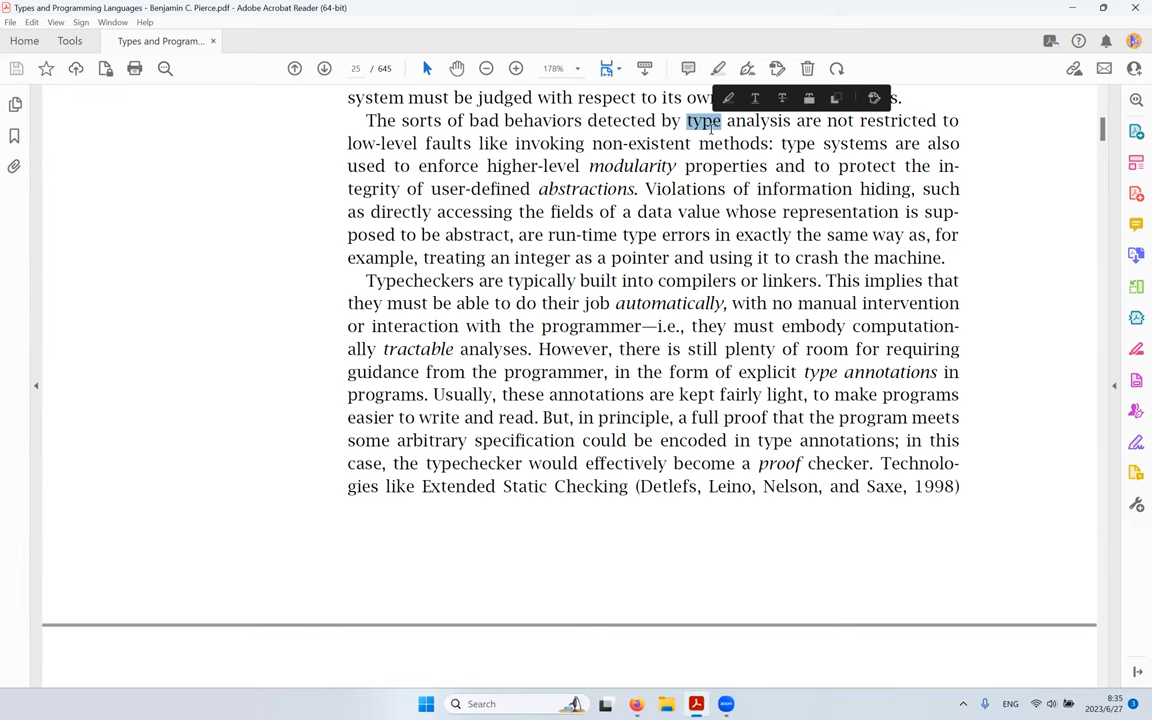 Types and Programming Languages - Benjamin C. Pierce.pdf - Adobe Acrobat Reader (64-bit)
File Edit View Sign Window Help
Home Tools Types and Program... ×
25 / 645 178%
system must be judged with respect to its ow s.
The sorts of bad behaviors detected by type analysis are not restricted to
low-level faults like invoking non-existent methods: type systems are also
used to enforce higher-level modularity properties and to protect the in-
tegrity of user-defined abstractions. Violations of information hiding, such
as directly accessing the fields of a data value whose representation is sup-
posed to be abstract, are run-time type errors in exactly the same way as, for
example, treating an integer as a pointer and using it to crash the machine.
Typecheckers are typically built into compilers or linkers. This implies that
they must be able to do their job automatically, with no manual intervention
or interaction with the programmer—i.e., they must embody computation-
ally tractable analyses. However, there is still plenty of room for requiring
guidance from the programmer, in the form of explicit type annotations in
programs. Usually, these annotations are kept fairly light, to make programs
easier to write and read. But, in principle, a full proof that the program meets
some arbitrary specification could be encoded in type annotations; in this
case, the typechecker would effectively become a proof checker. Technolo-
gies like Extended Static Checking (Detlefs, Leino, Nelson, and Saxe, 1998)
Search
zoom
ENG
8:35
2023/6/27
3